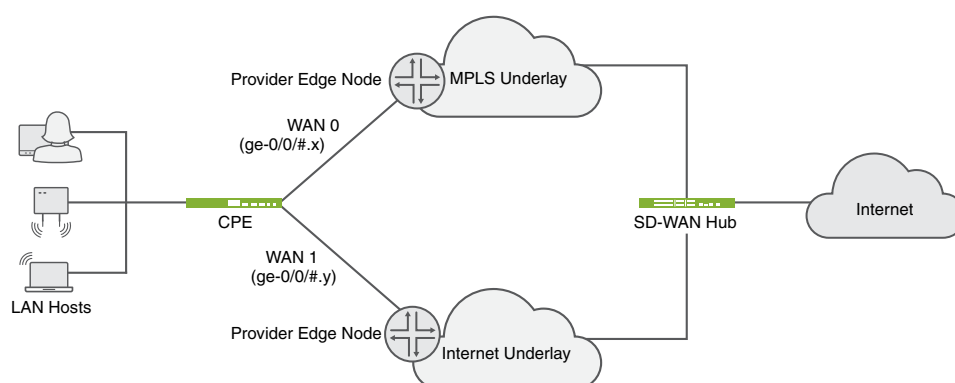 Provider Edge Node
MPLS Underlay
WAN 0
(ge-0/0/#.x)
CPE
SD-WAN Hub
Internet
WAN 1
(ge-0/0/#.y)
LAN Hosts
Provider Edge Node
Internet Underlay